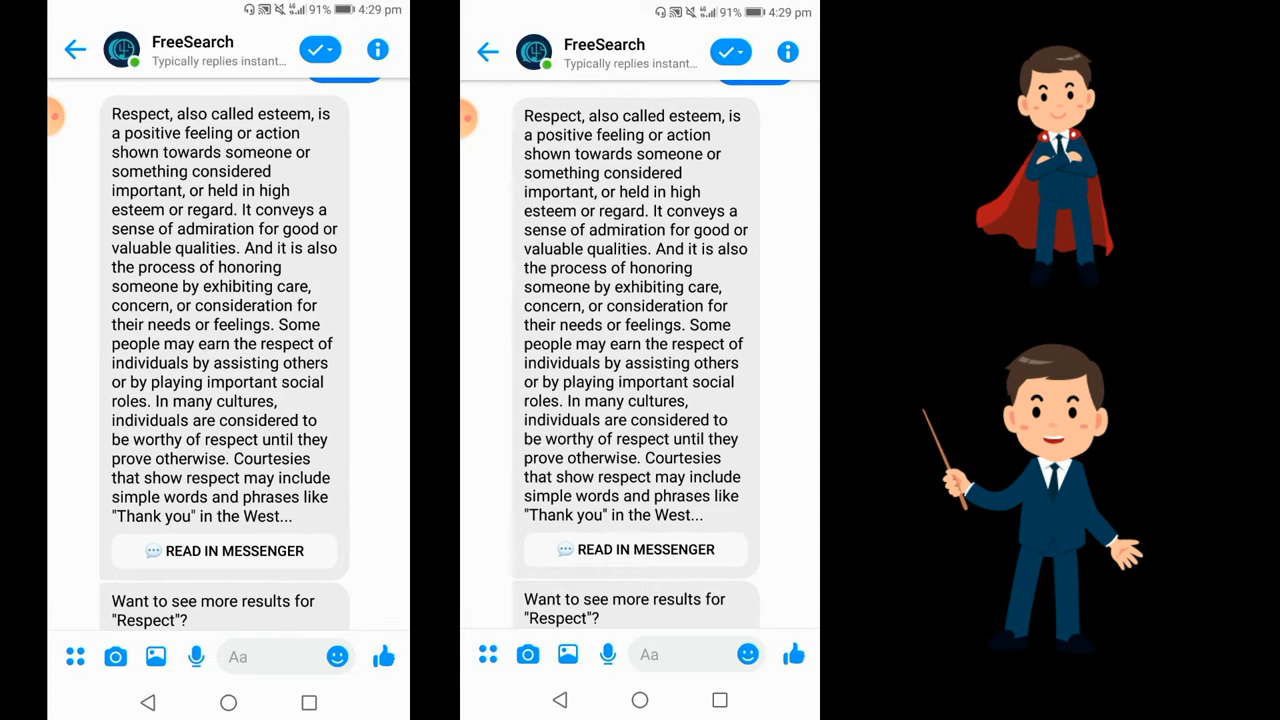 91% 4:29 pm
FreeSearch
Typically replies instant...
Respect, also called esteem, is
a positive feeling or action
shown towards someone or
something considered
important, or held in high
esteem or regard. It conveys a
sense of admiration for good or
valuable qualities. And it is also
the process of honoring
someone by exhibiting care,
concern, or consideration for
their needs or feelings. Some
people may earn the respect of
individuals by assisting others
or by playing important social
roles. In many cultures,
individuals are considered to
be worthy of respect until they
prove otherwise. Courtesies
that show respect may include
simple words and phrases like
"Thank you" in the West...
READ IN MESSENGER
Want to see more results for
"Respect"?
Aa
91% 4:29 pm
FreeSearch
Typically replies instant...
Respect, also called esteem, is
a positive feeling or action
shown towards someone or
something considered
important, or held in high
esteem or regard. It conveys a
sense of admiration for good or
valuable qualities. And it is also
the process of honoring
someone by exhibiting care,
concern, or consideration for
their needs or feelings. Some
people may earn the respect of
individuals by assisting others
or by playing important social
roles. In many cultures,
individuals are considered to
be worthy of respect until they
prove otherwise. Courtesies
that show respect may include
simple words and phrases like
"Thank you" in the West...
READ IN MESSENGER
Want to see more results for
"Respect"?
Aa